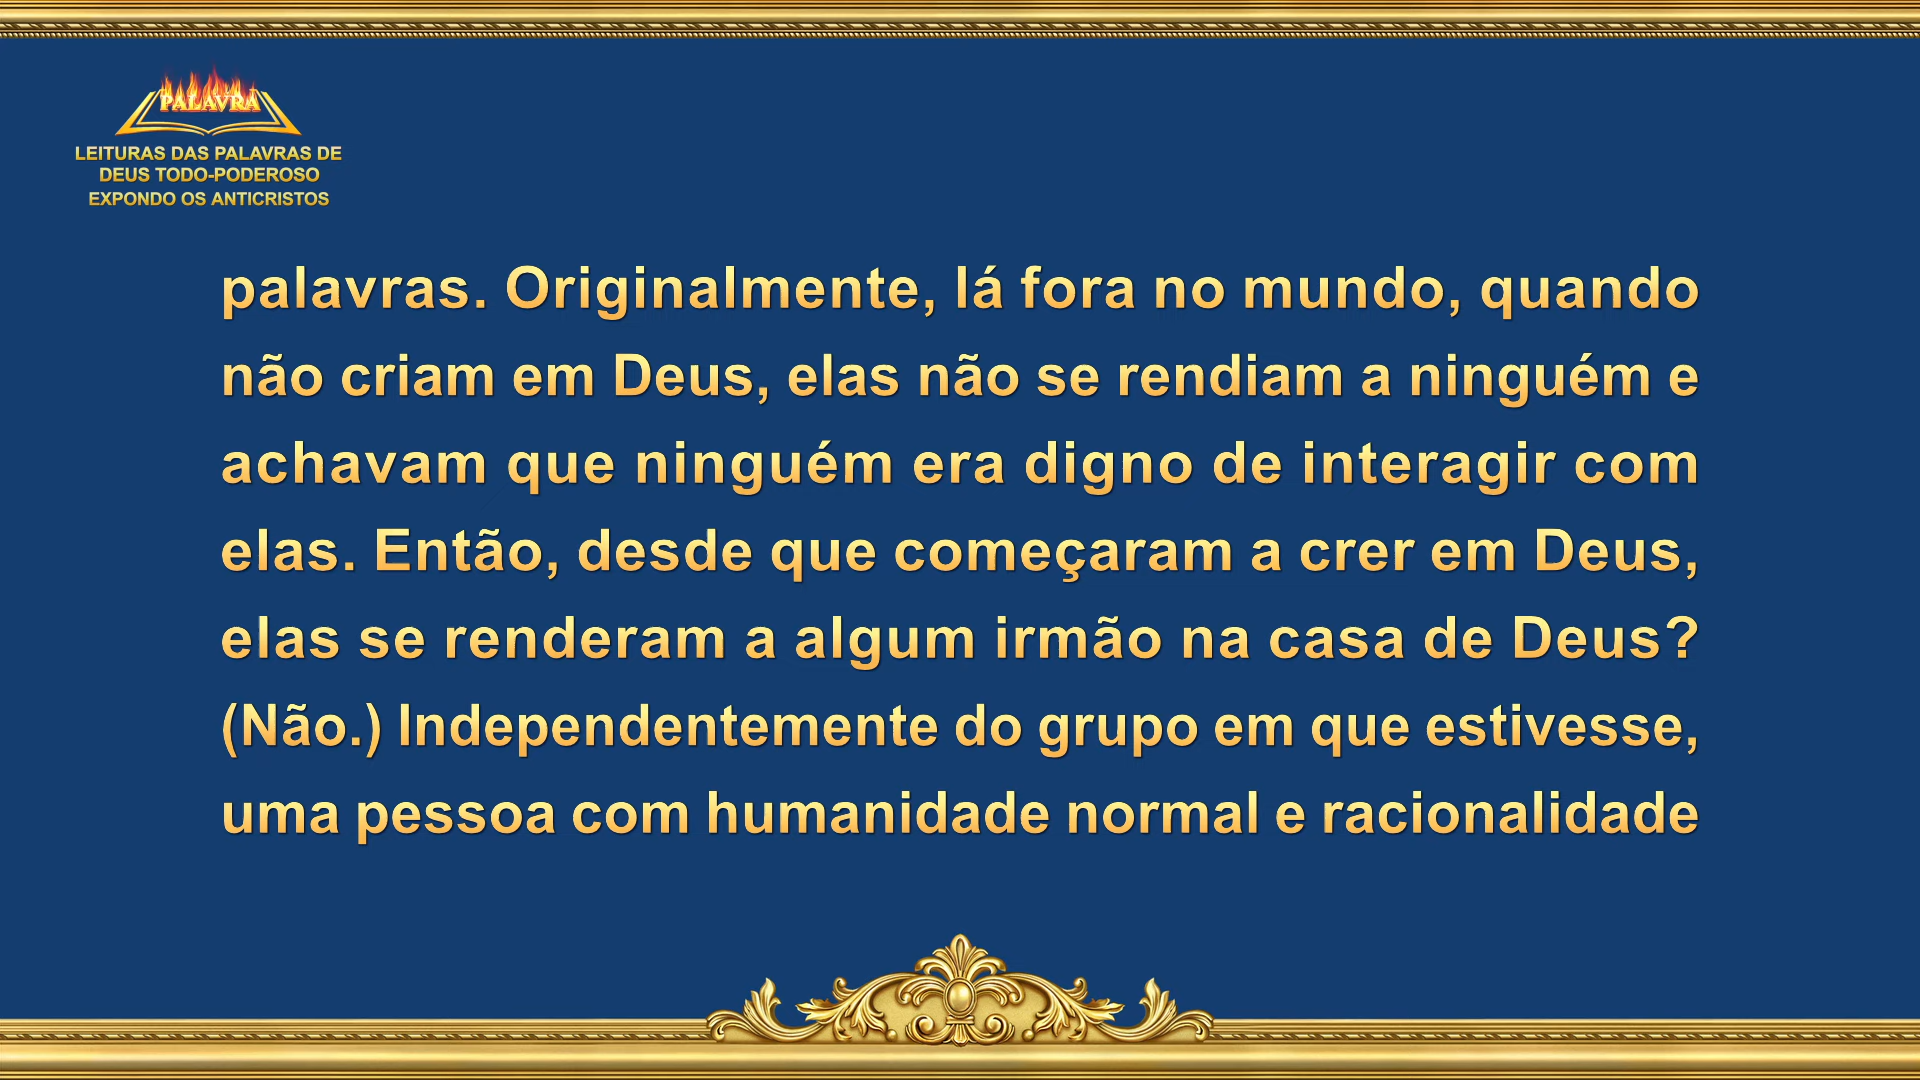 PALAVRA
LEITURAS DAS PALAVRAS DE
DEUS TODO-PODEROSO
EXPONDO OS ANTICRISTOS
palavras. Originalmente, lá fora no mundo, quando
não criam em Deus, elas não se rendiam a ninguém e
achavam que ninguém era digno de interagir com
elas. Então, desde que começaram a crer em Deus,
elas se renderam a algum irmão na casa de Deus?
(Não.) Independentemente do grupo em que estivesse,
uma pessoa com humanidade normal e racionalidade